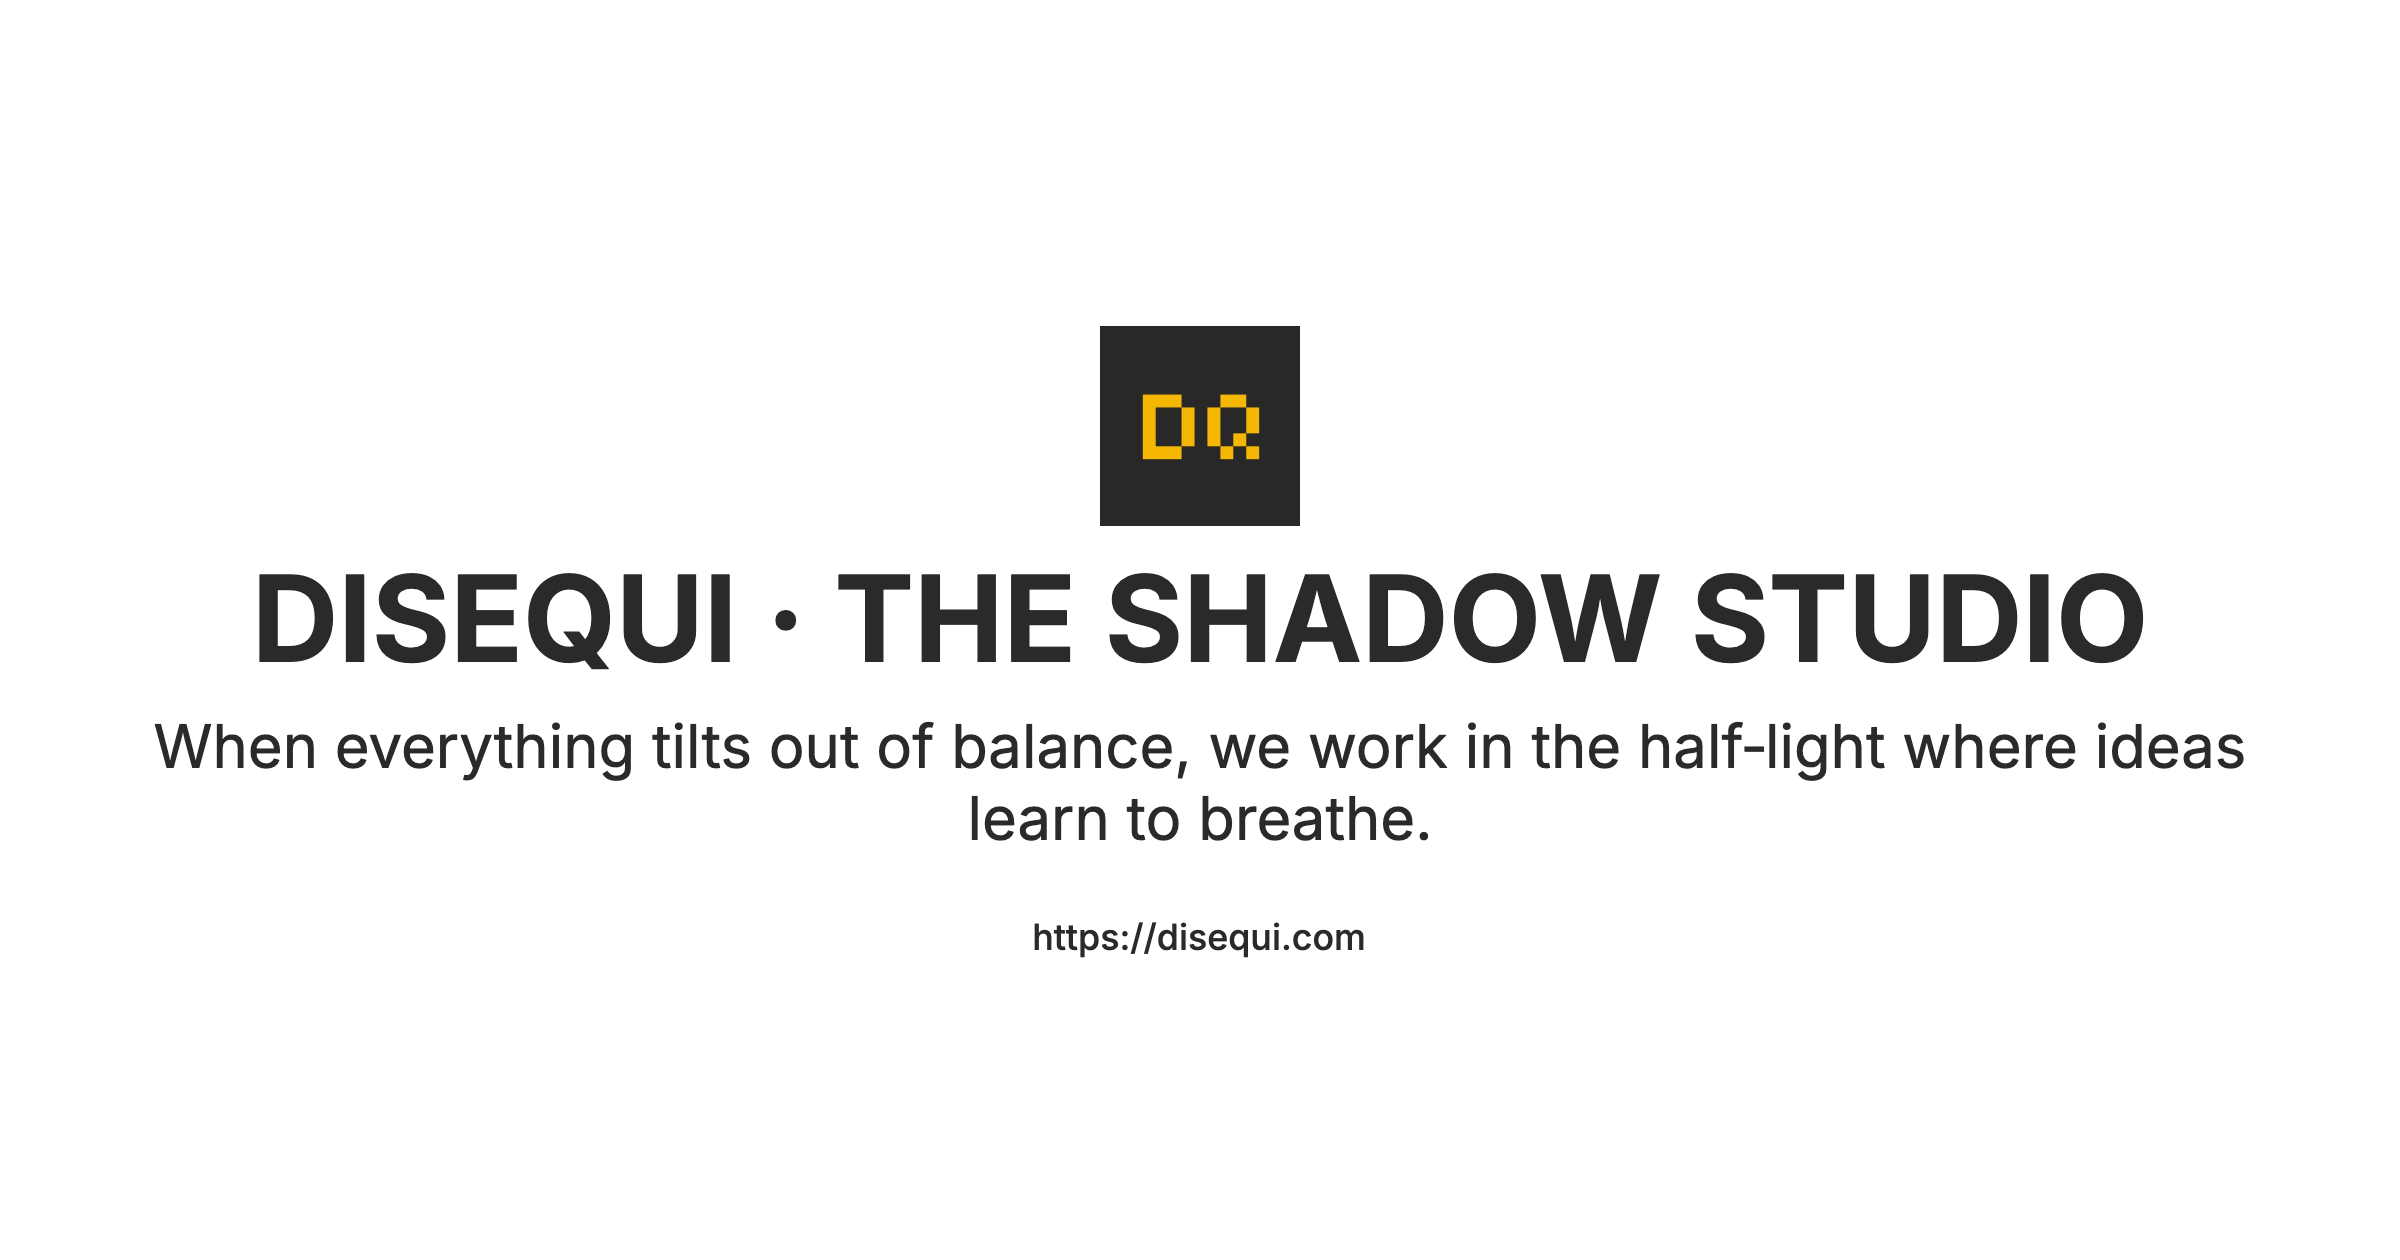 DQ
DISEQUI · THE SHADOW STUDIO
When everything tilts out of balance, we work in the half-light where ideas
learn to breathe.
https://disequi.com